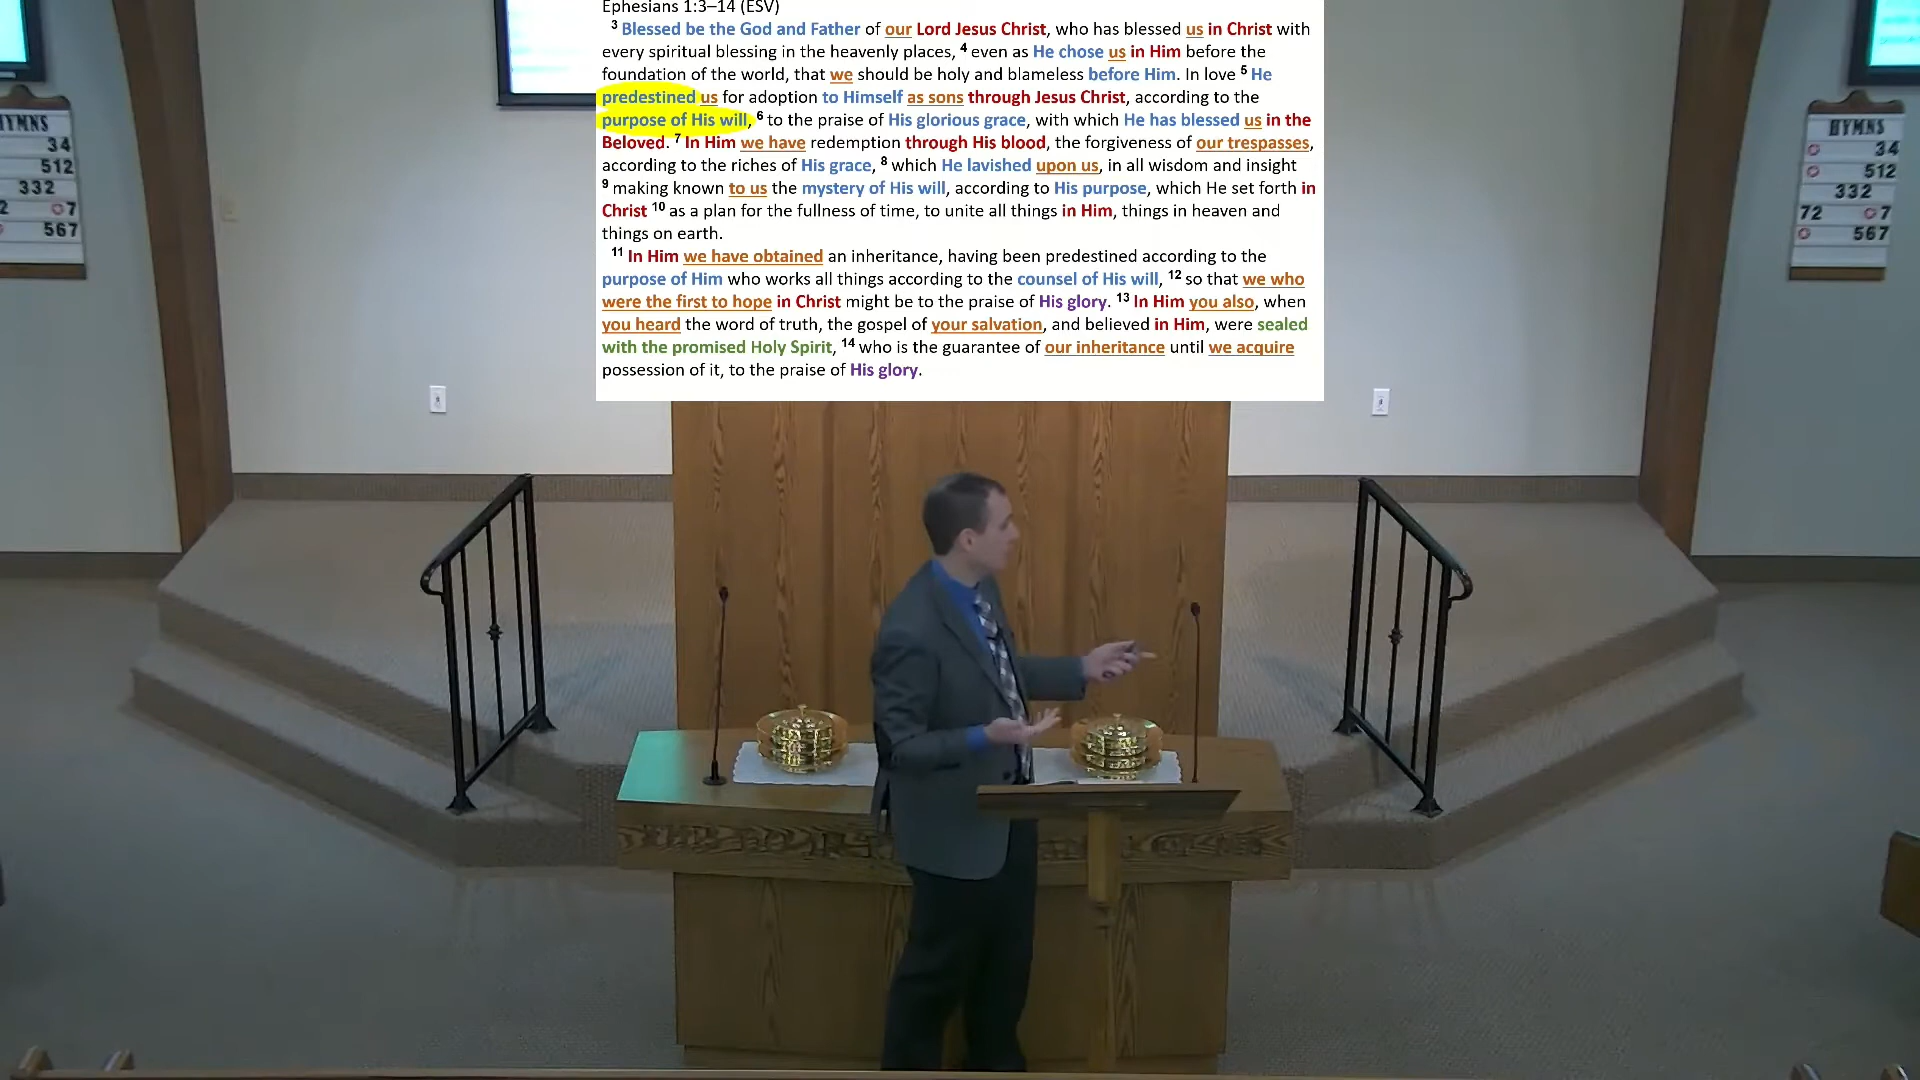 Ephesians 1:3–14 (ESV)
3 Blessed be the God and Father of our Lord Jesus Christ, who has blessed us in Christ with
every spiritual blessing in the heavenly places, 4 even as He chose us in Him before the
foundation of the world, that we should be holy and blameless before Him. In love 5 He
predestined us for adoption to Himself as sons through Jesus Christ, according to the
purpose of His will, 6 to the praise of His glorious grace, with which He has blessed us in the
Beloved. 7 In Him we have redemption through His blood, the forgiveness of our trespasses,
according to the riches of His grace, 8 which He lavished upon us, in all wisdom and insight
9 making known to us the mystery of His will, according to His purpose, which He set forth in
Christ 10 as a plan for the fullness of time, to unite all things in Him, things in heaven and
things on earth.
11 In Him we have obtained an inheritance, having been predestined according to the
purpose of Him who works all things according to the counsel of His will, 12 so that we who
were the first to hope in Christ might be to the praise of His glory. 13 In Him you also, when
you heard the word of truth, the gospel of your salvation, and believed in Him, were sealed
with the promised Holy Spirit, 14 who is the guarantee of our inheritance until we acquire
possession of it, to the praise of His glory.
HYMNS
34
512
332
2 7
567
HYMNS
34
512
332
72 7
567